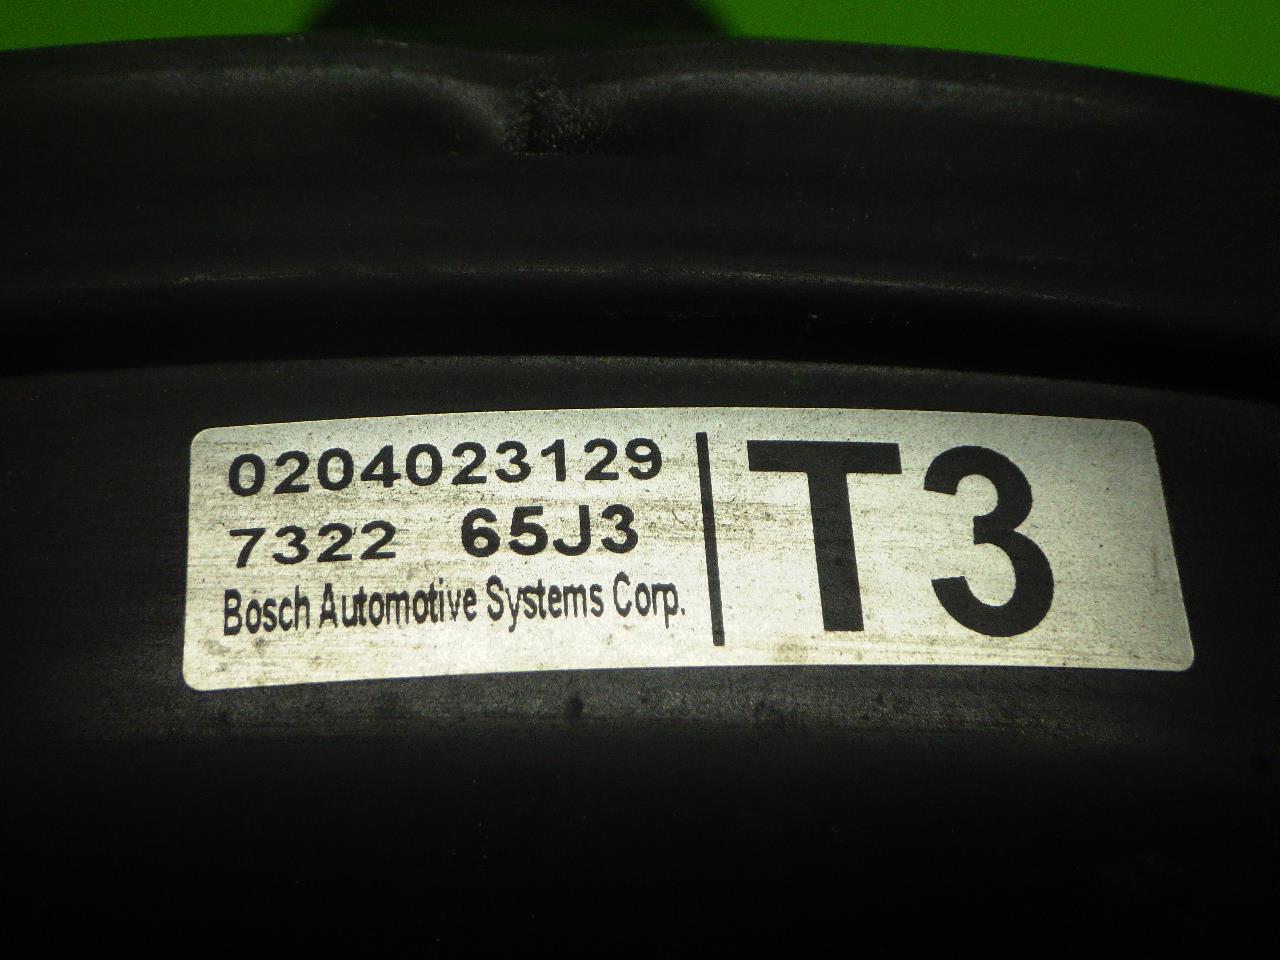 0204023129
7322 65J3
Bosch Automotive Systems Corp.
T3